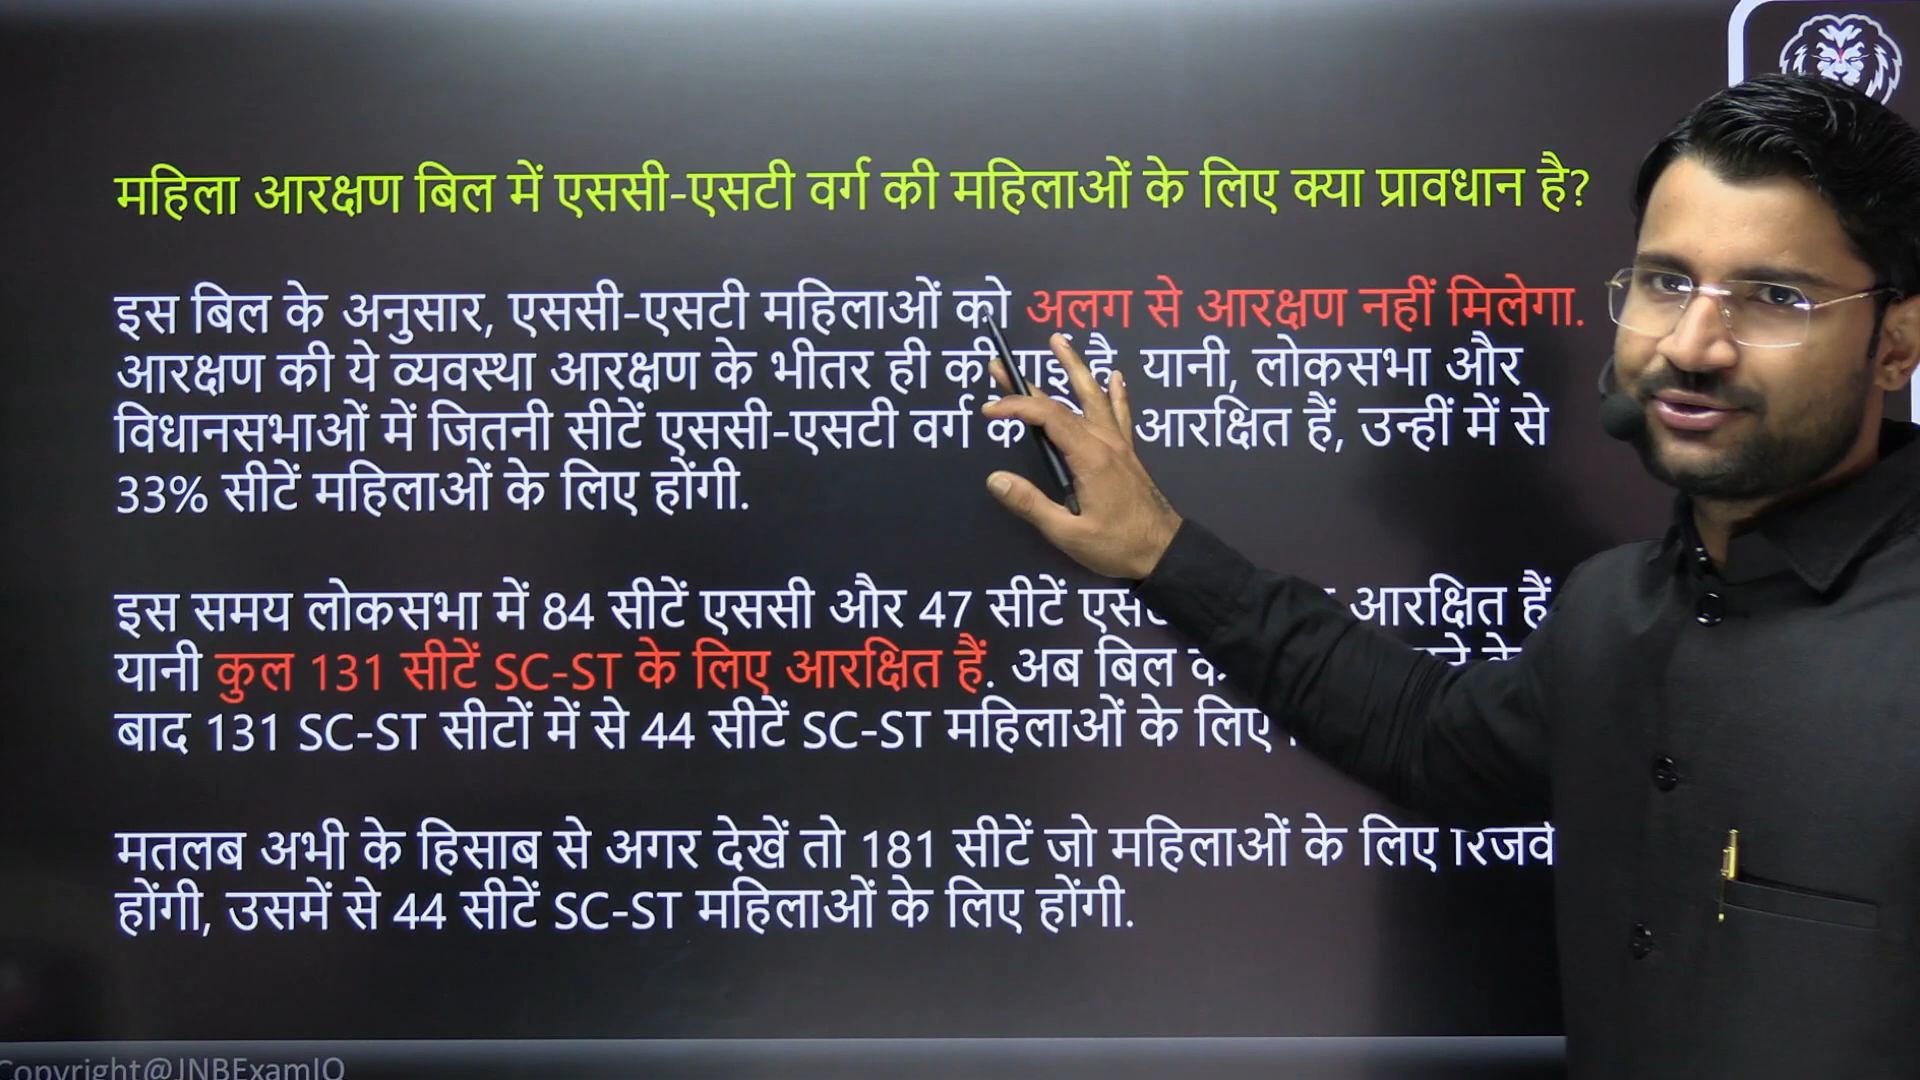 महिला आरक्षण बिल में एससी-एसटी वर्ग की महिलाओं के लिए क्या प्रावधान है?
इस बिल के अनुसार, एससी-एसटी महिलाओं को अलग से आरक्षण नहीं मिलेगा.
आरक्षण की ये व्यवस्था आरक्षण के भीतर ही की गई है. यानी, लोकसभा और
विधानसभाओं में जितनी सीटें एससी-एसटी वर्ग आरक्षित हैं, उन्हीं में से
33% सीटें महिलाओं के लिए होंगी.
इस समय लोकसभा में 84 सीटें एससी और 47 सीटें आरक्षित हैं
यानी कुल 131 सीटें SC-ST के लिए आरक्षित हैं. अब बिल
बाद 131 SC-ST सीटों में से 44 सीटें SC-ST महिलाओं के लिए
मतलब अभी के हिसाब से अगर देखें तो 181 सीटें जो महिलाओं के लिए रिजर्व
होंगी, उसमें से 44 सीटें SC-ST महिलाओं के लिए होंगी.
Copyright@JNBExamIQ